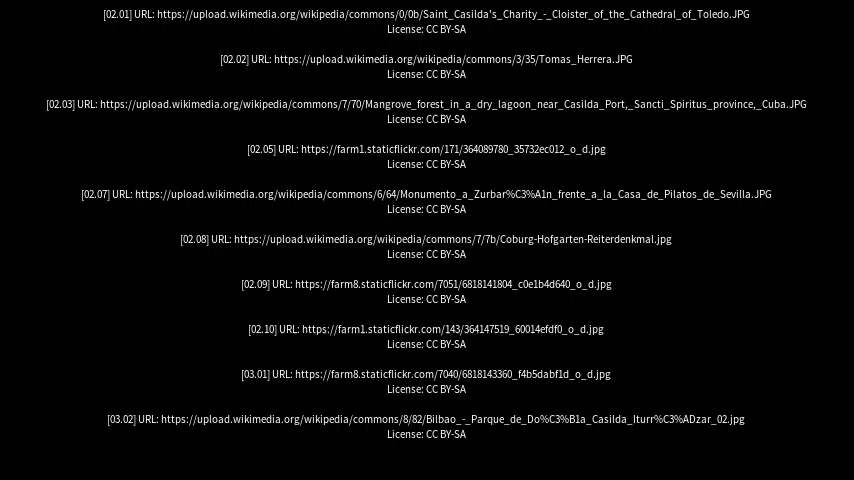 [02.01] URL: https://upload.wikimedia.org/wikipedia/commons/0/0b/Saint_Casilda's_Charity_-_Cloister_of_the_Cathedral_of_Toledo.JPG
License: CC BY-SA
[02.02] URL: https://upload.wikimedia.org/wikipedia/commons/3/35/Tomas_Herrera.JPG
License: CC BY-SA
[02.03] URL: https://upload.wikimedia.org/wikipedia/commons/7/70/Mangrove_forest_in_a_dry_lagoon_near_Casilda_Port,_Sancti_Spiritus_province,_Cuba.JPG
License: CC BY-SA
[02.05] URL: https://farm1.staticflickr.com/171/364089780_35732ec012_o_d.jpg
License: CC BY-SA
[02.07] URL: https://upload.wikimedia.org/wikipedia/commons/6/64/Monumento_a_Zurbar%C3%A1n_frente_a_la_Casa_de_Pilatos_de_Sevilla.JPG
License: CC BY-SA
[02.08] URL: https://upload.wikimedia.org/wikipedia/commons/7/7b/Coburg-Hofgarten-Reiterdenkmal.jpg
License: CC BY-SA
[02.09] URL: https://farm8.staticflickr.com/7051/6818141804_c0e1b4d640_o_d.jpg
License: CC BY-SA
[02.10] URL: https://farm1.staticflickr.com/143/364147519_60014efdf0_o_d.jpg
License: CC BY-SA
[03.01] URL: https://farm8.staticflickr.com/7040/6818143360_f4b5dabf1d_o_d.jpg
License: CC BY-SA
[03.02] URL: https://upload.wikimedia.org/wikipedia/commons/8/82/Bilbao_-_Parque_de_Do%C3%B1a_Casilda_Iturr%C3%ADzar_02.jpg
License: CC BY-SA